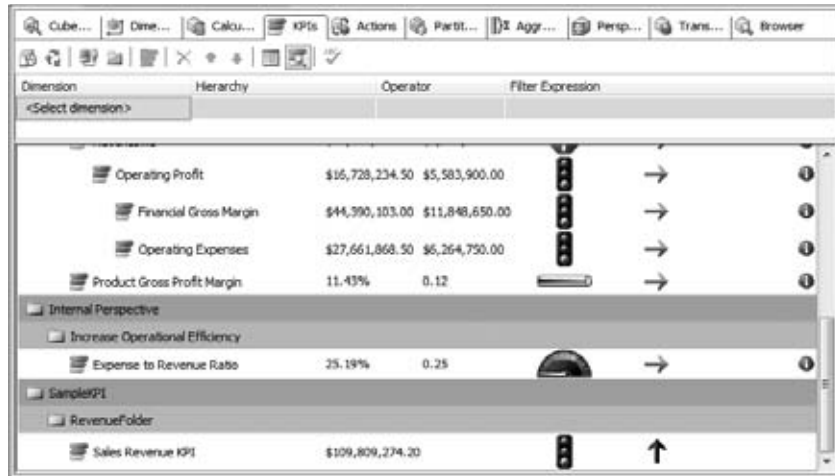 Cube... Dime... Calcu... KPIs Actions Partit... Aggr... Persp... Trans... Browser
Dimension Hierarchy Operator Filter Expression
<Select dimension>
Operating Profit $16,728,234.50 $5,583,900.00
Financial Gross Margin $44,390,103.00 $11,848,650.00
Operating Expenses $27,661,868.50 $6,264,750.00
Product Gross Profit Margin 11.43% 0.12
Internal Perspective
Increase Operational Efficiency
Expense to Revenue Ratio 25.19% 0.25
SampleKPI
RevenueFolder
Sales Revenue KPI $109,809,274.20